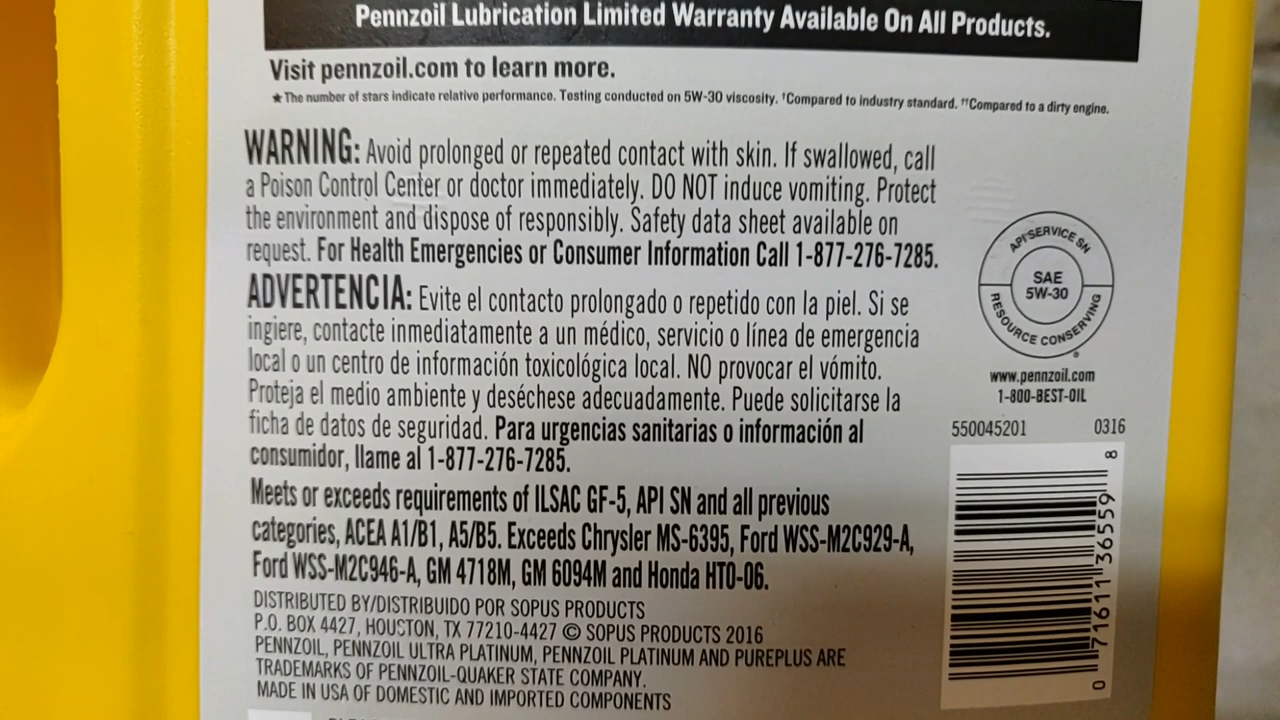 Pennzoil Lubrication Limited Warranty Available On All Products.
Visit pennzoil.com to learn more.
★The number of stars indicate relative performance. Testing conducted on 5W-30 viscosity. †Compared to industry standard. ††Compared to a dirty engine.
WARNING: Avoid prolonged or repeated contact with skin. If swallowed, call
a Poison Control Center or doctor immediately. DO NOT induce vomiting. Protect
the environment and dispose of responsibly. Safety data sheet available on
request. For Health Emergencies or Consumer Information Call 1-877-276-7285.
ADVERTENCIA: Evite el contacto prolongado o repetido con la piel. Si se
ingiere, contacte inmediatamente a un médico, servicio o línea de emergencia
local o un centro de información toxicológica local. NO provocar el vómito.
Proteja el medio ambiente y deséchese adecuadamente. Puede solicitarse la
ficha de datos de seguridad. Para urgencias sanitarias o información al
consumidor, llame al 1-877-276-7285.
Meets or exceeds requirements of ILSAC GF-5, API SN and all previous
categories, ACEA A1/B1, A5/B5. Exceeds Chrysler MS-6395, Ford WSS-M2C929-A,
Ford WSS-M2C946-A, GM 4718M, GM 6094M and Honda HTO-06.
DISTRIBUTED BY/DISTRIBUIDO POR SOPUS PRODUCTS
P.O. BOX 4427, HOUSTON, TX 77210-4427 © SOPUS PRODUCTS 2016
PENNZOIL, PENNZOIL ULTRA PLATINUM, PENNZOIL PLATINUM AND PUREPLUS ARE
TRADEMARKS OF PENNZOIL-QUAKER STATE COMPANY.
MADE IN USA OF DOMESTIC AND IMPORTED COMPONENTS
API SERVICE SN
SAE
5W-30
RESOURCE CONSERVING
®
www.pennzoil.com
1-800-BEST-OIL
550045201 0316
0 71611 36559 8